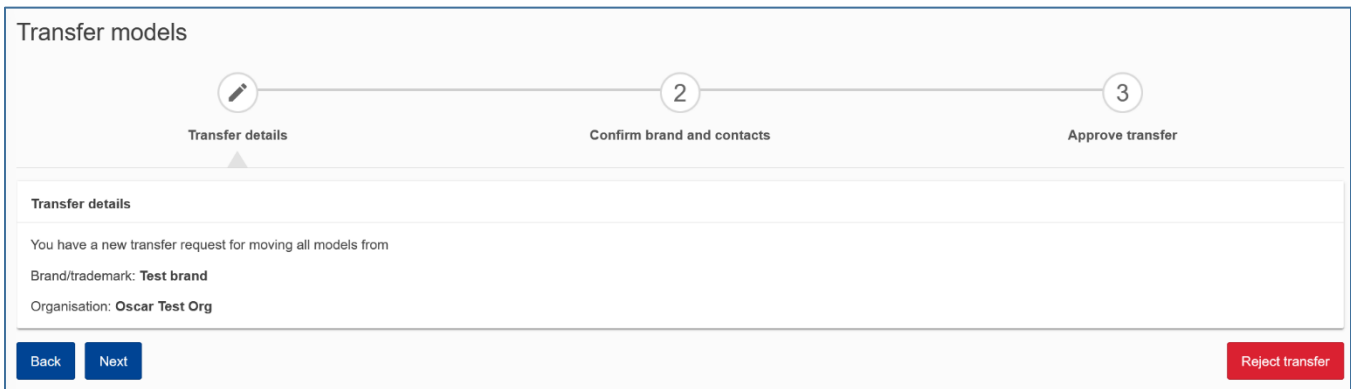 Transfer models
2
3
Transfer details
Confirm brand and contacts
Approve transfer
Transfer details
You have a new transfer request for moving all models from
Brand/trademark: Test brand
Organisation: Oscar Test Org
Back
Next
Reject transfer